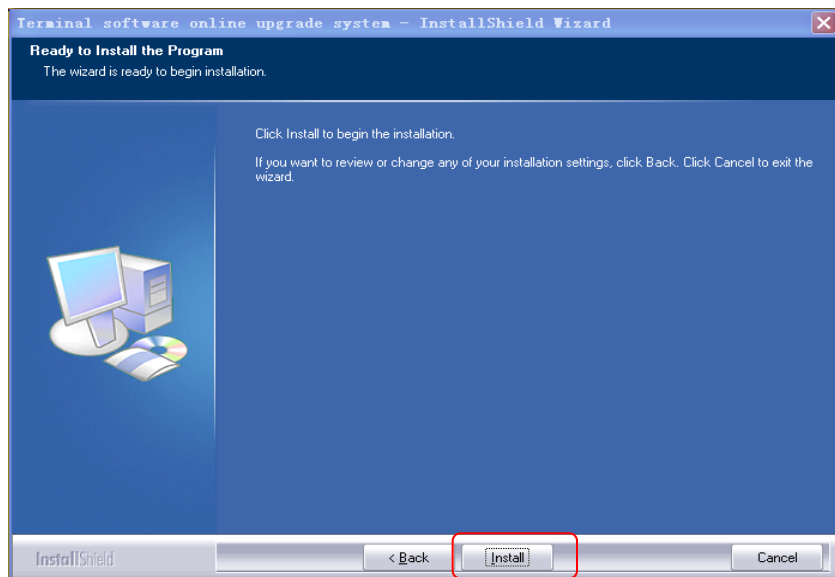 Terminal software online upgrade system - InstallShield Wizard
Ready to Install the Program
The wizard is ready to begin installation.
Click Install to begin the installation.
If you want to review or change any of your installation settings, click Back. Click Cancel to exit the
wizard.
InstallShield
< Back
Install
Cancel